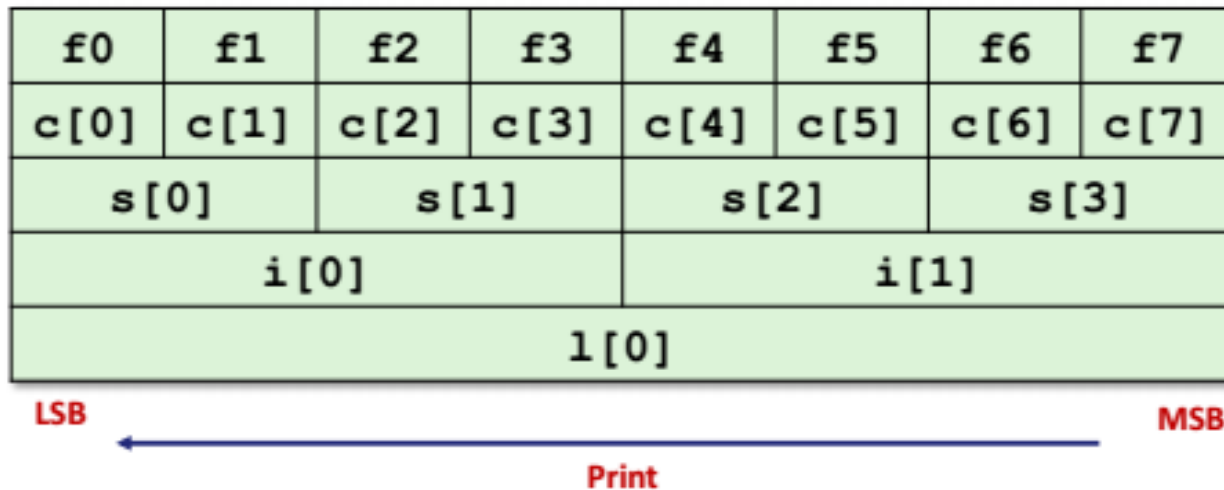 f0 f1 f2 f3 f4 f5 f6 f7
c[0] c[1] c[2] c[3] c[4] c[5] c[6] c[7]
s[0] s[1] s[2] s[3]
i[0] i[1]
l[0]
LSB MSB
Print